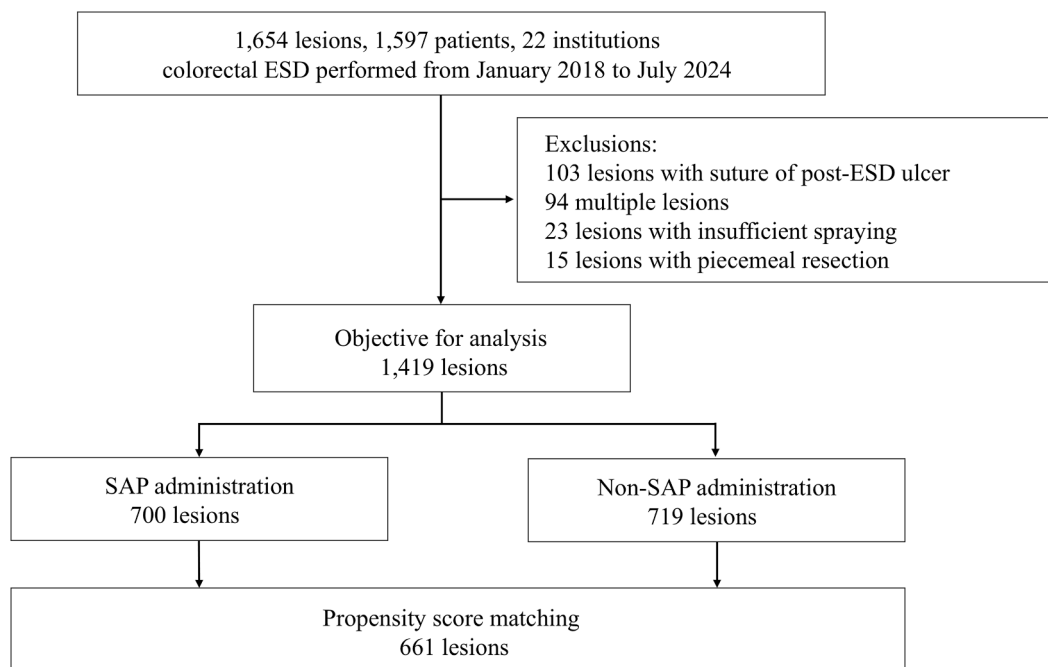 1,654 lesions, 1,597 patients, 22 institutions
colorectal ESD performed from January 2018 to July 2024
Exclusions:
103 lesions with suture of post-ESD ulcer
94 multiple lesions
23 lesions with insufficient spraying
15 lesions with piecemeal resection
Objective for analysis
1,419 lesions
SAP administration
700 lesions
Non-SAP administration
719 lesions
Propensity score matching
661 lesions